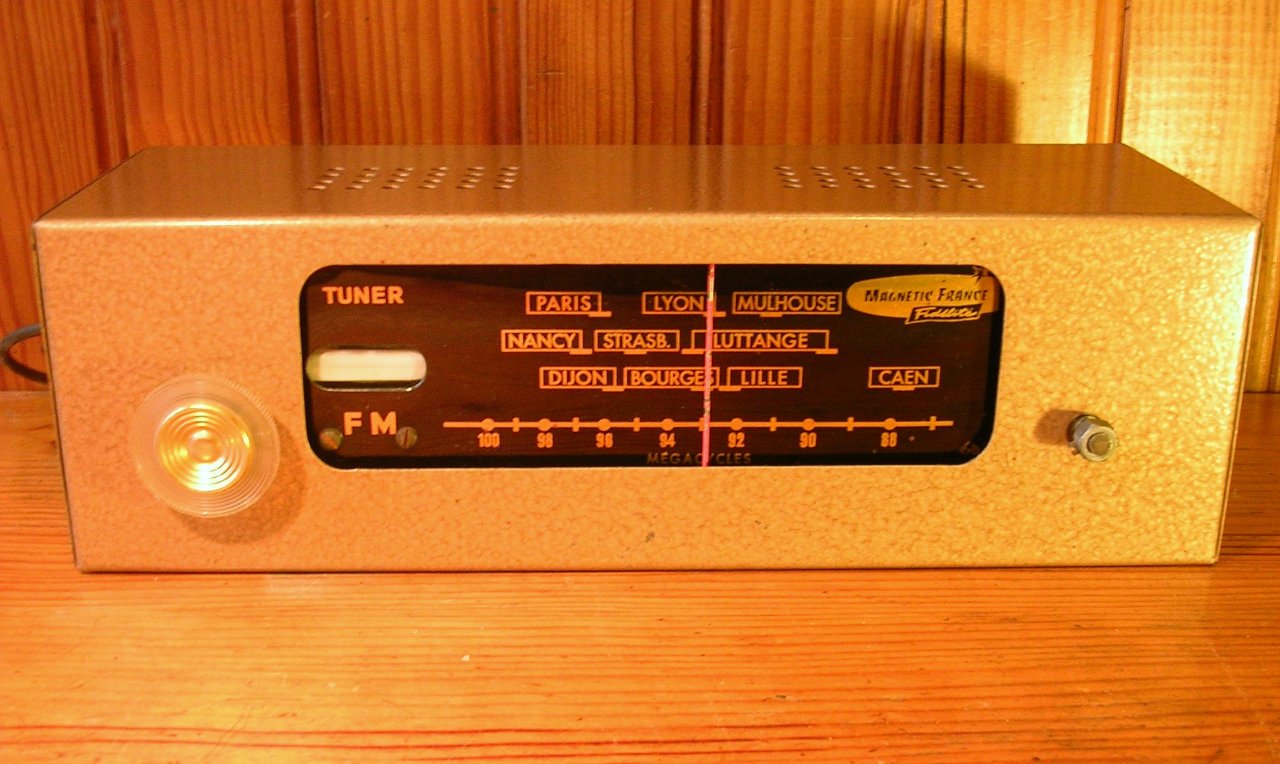 TUNER
PARIS LYON MULHOUSE
MAGNETIC FRANCE
Fidélité
NANCY STRASB. LUTTANGE
DIJON BOURGES LILLE CAEN
FM
100 98 96 94 92 90 88
MEGACYCLES